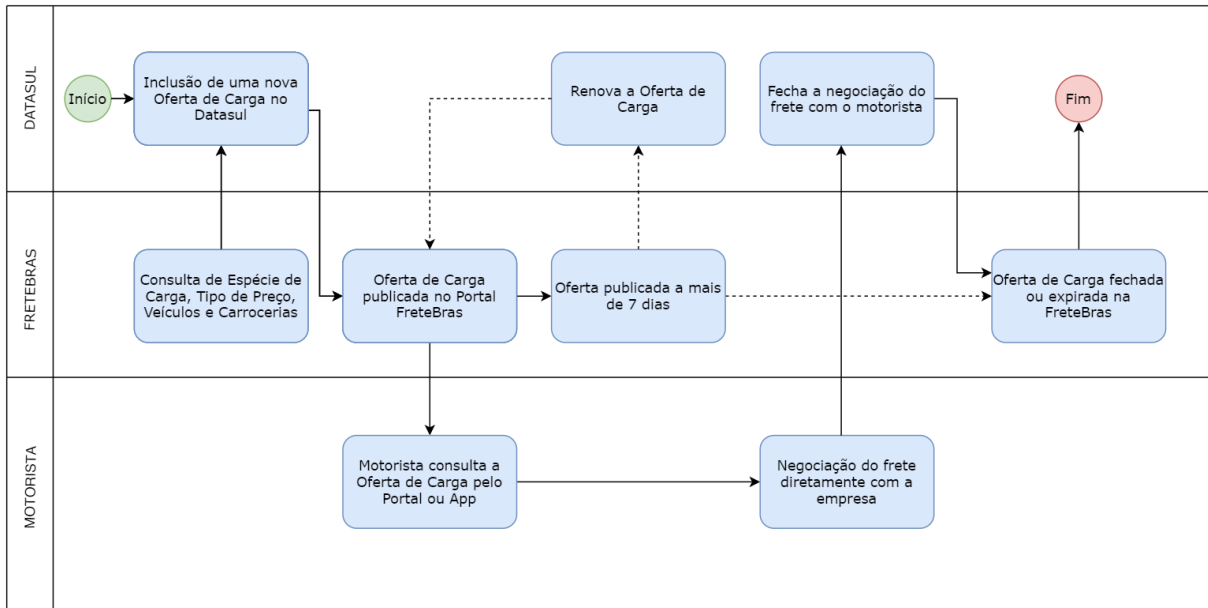 DATASUL
Início
Inclusão de uma nova
Oferta de Carga no
Datasul
Renova a Oferta de
Carga
Fecha a negociação do
frete com o motorista
Fim
FRETEBRAS
Consulta de Espécie de
Carga, Tipo de Preço,
Veículos e Carrocerias
Oferta de Carga
publicada no Portal
FreteBras
Oferta publicada a mais
de 7 dias
Oferta de Carga fechada
ou expirada na
FreteBras
MOTORISTA
Motorista consulta a
Oferta de Carga pelo
Portal ou App
Negociação do frete
diretamente com a
empresa